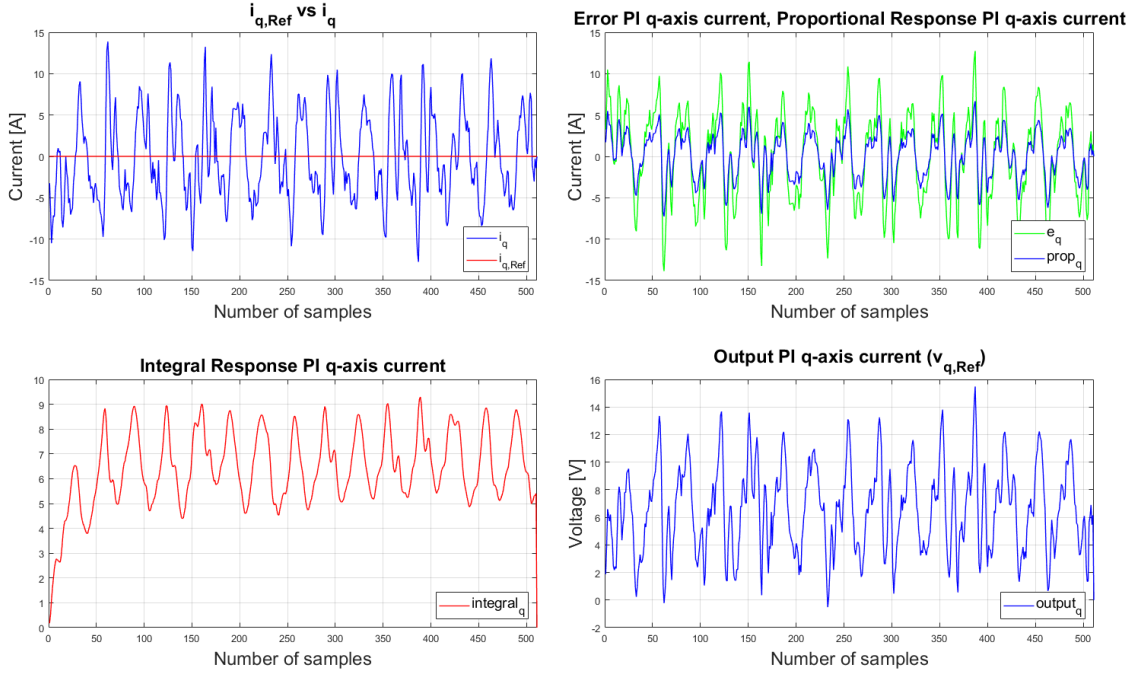 i_q,Ref vs i_q
Current [A]
15
10
5
0
-5
-10
-15
0 50 100 150 200 250 300 350 400 450 500
Number of samples
i_q
i_q,Ref
Error PI q-axis current, Proportional Response PI q-axis current
Current [A]
15
10
5
0
-5
-10
-15
0 50 100 150 200 250 300 350 400 450 500
Number of samples
e_q
prop_q
Integral Response PI q-axis current
10
9
8
7
6
5
4
3
2
1
0
0 50 100 150 200 250 300 350 400 450 500
Number of samples
integral_q
Output PI q-axis current (v_q,Ref)
Voltage [V]
16
14
12
10
8
6
4
2
0
-2
0 50 100 150 200 250 300 350 400 450 500
Number of samples
output_q